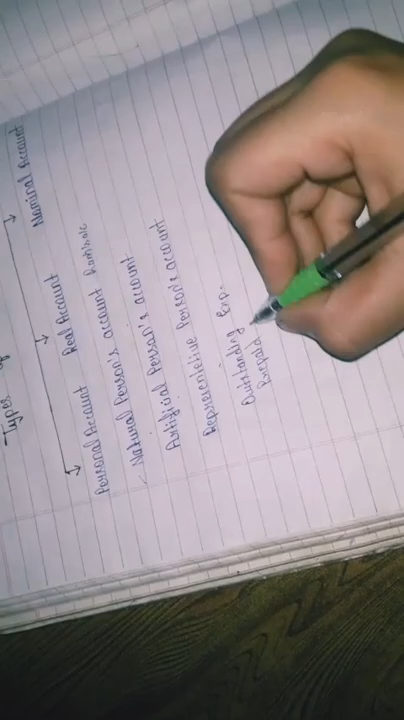 Types of
Personal Account Real Account Nominal Account
Natural Person's account
Artificial Person's account
Representative Person's account
Outstanding Exp.
Prepaid